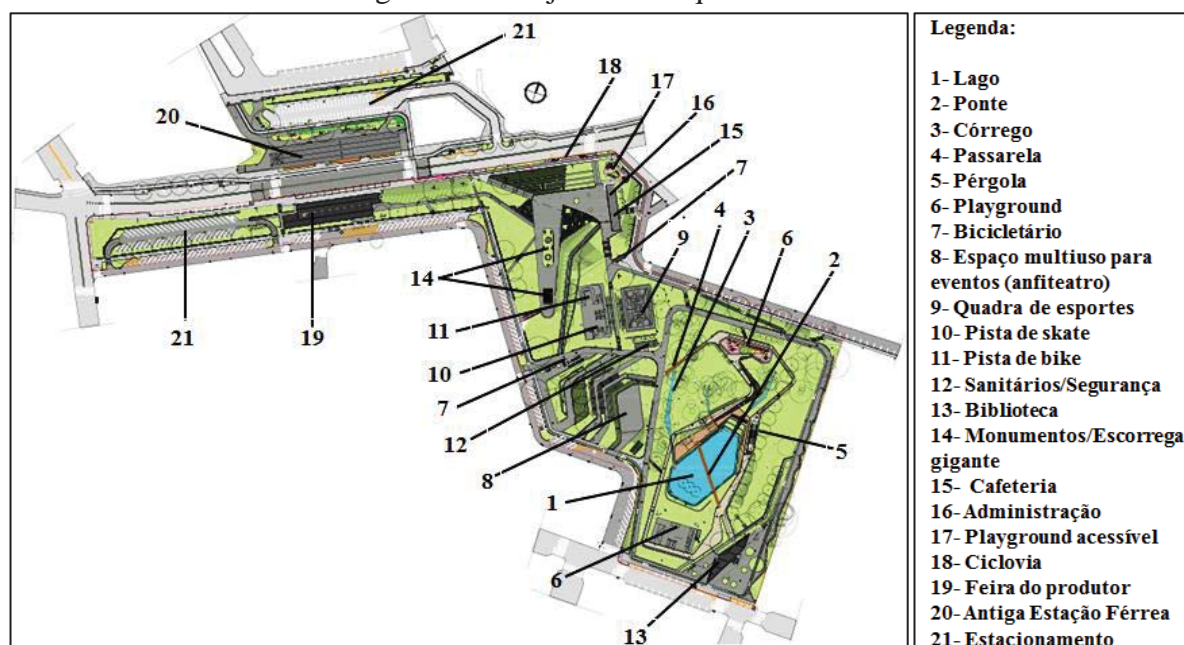 21
18
17
16
15
7
20
4
3
6
2
14
9
11
21
19
10
7
12
8
5
1
6
13
Legenda:
1- Lago
2- Ponte
3- Córrego
4- Passarela
5- Pérgola
6- Playground
7- Bicicletário
8- Espaço multiuso para
eventos (anfiteatro)
9- Quadra de esportes
10- Pista de skate
11- Pista de bike
12- Sanitários/Segurança
13- Biblioteca
14- Monumentos/Escorrega
gigante
15- Cafeteria
16- Administração
17- Playground acessível
18- Ciclovia
19- Feira do produtor
20- Antiga Estação Férrea
21- Estacionamento